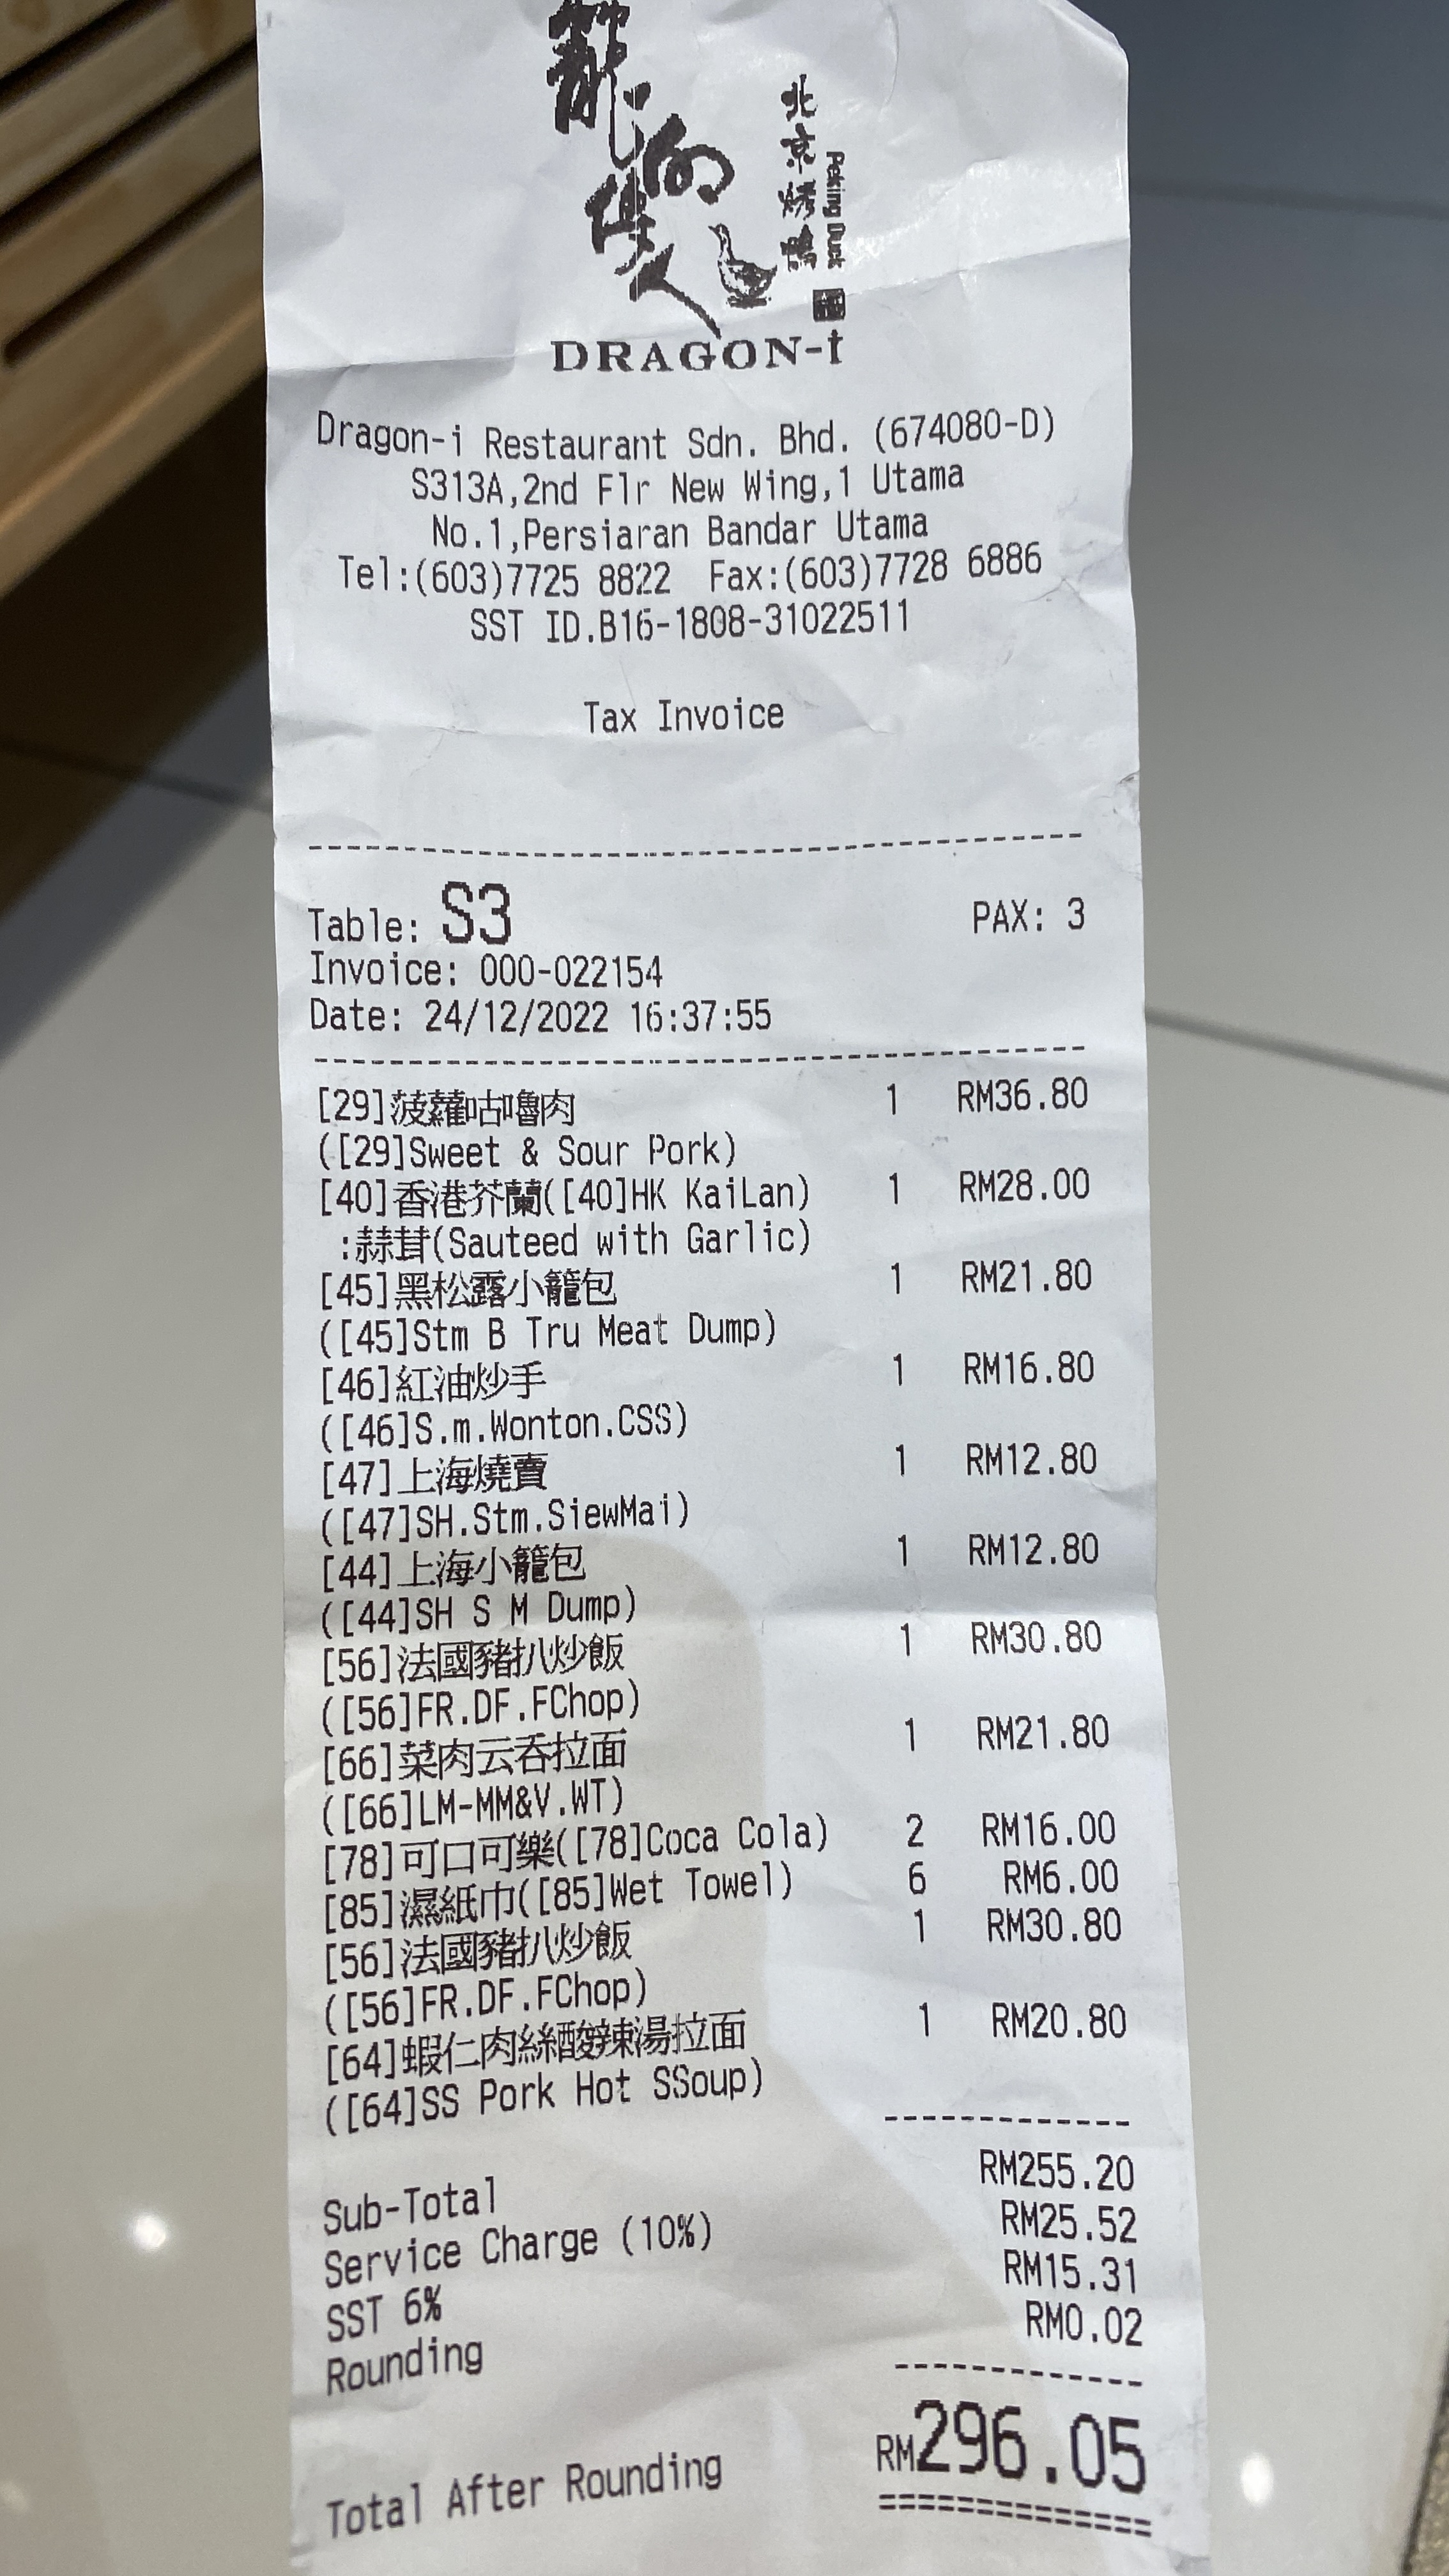 龍的傳人
北京烤鴨
Peking Duck
DRAGON-i
Dragon-i Restaurant Sdn. Bhd. (674080-D)
S313A,2nd Flr New Wing,1 Utama
No.1,Persiaran Bandar Utama
Tel:(603)7725 8822 Fax:(603)7728 6886
SST ID.B16-1808-31022511
Tax Invoice
Table: S3 PAX: 3
Invoice: 000-022154
Date: 24/12/2022 16:37:55
[29]菠蘿咕嚕肉 1 RM36.80
([29]Sweet & Sour Pork)
[40]香港芥蘭([40]HK KaiLan) 1 RM28.00
:蒜茸(Sauteed with Garlic)
[45]黑松露小籠包 1 RM21.80
([45]Stm B Tru Meat Dump)
[46]紅油炒手 1 RM16.80
([46]S.m.Wonton.CSS)
[47]上海燒賣 1 RM12.80
([47]SH.Stm.SiewMai)
[44]上海小籠包 1 RM12.80
([44]SH S M Dump)
[56]法國豬扒炒飯 1 RM30.80
([56]FR.DF.FChop)
[66]菜肉云吞拉面 1 RM21.80
([66]LM-MM&V.WT)
[78]可口可樂([78]Coca Cola) 2 RM16.00
[85]濕紙巾([85]Wet Towel) 6 RM6.00
[56]法國豬扒炒飯 1 RM30.80
([56]FR.DF.FChop)
[64]蝦仁肉絲酸辣湯拉面 1 RM20.80
([64]SS Pork Hot SSoup)
Sub-Total RM255.20
Service Charge (10%) RM25.52
SST 6% RM15.31
Rounding RM0.02
Total After Rounding RM296.05